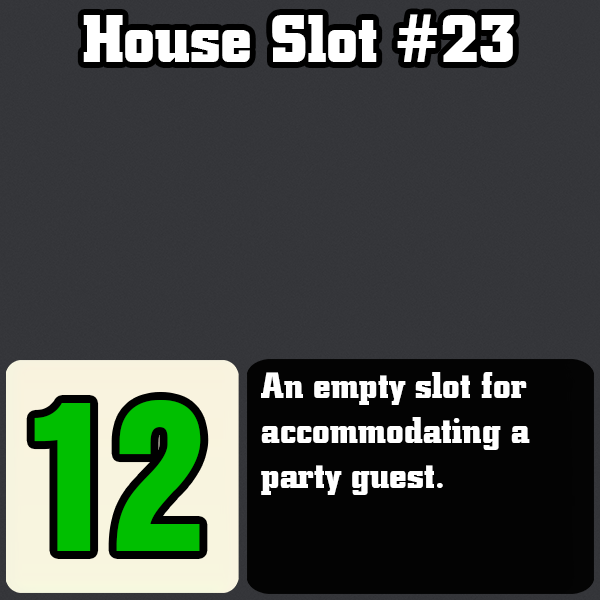 House Slot #23
12
An empty slot for
accommodating a
party guest.